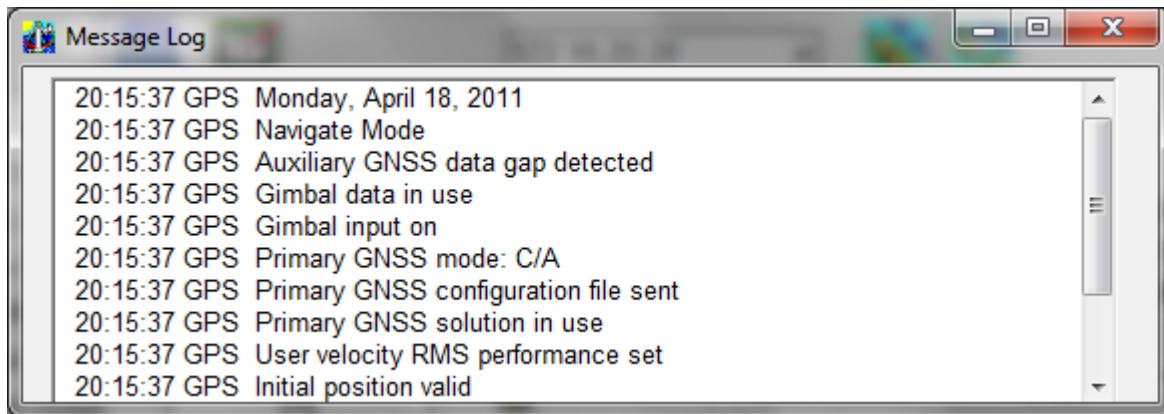 Message Log
20:15:37 GPS Monday, April 18, 2011
20:15:37 GPS Navigate Mode
20:15:37 GPS Auxiliary GNSS data gap detected
20:15:37 GPS Gimbal data in use
20:15:37 GPS Gimbal input on
20:15:37 GPS Primary GNSS mode: C/A
20:15:37 GPS Primary GNSS configuration file sent
20:15:37 GPS Primary GNSS solution in use
20:15:37 GPS User velocity RMS performance set
20:15:37 GPS Initial position valid